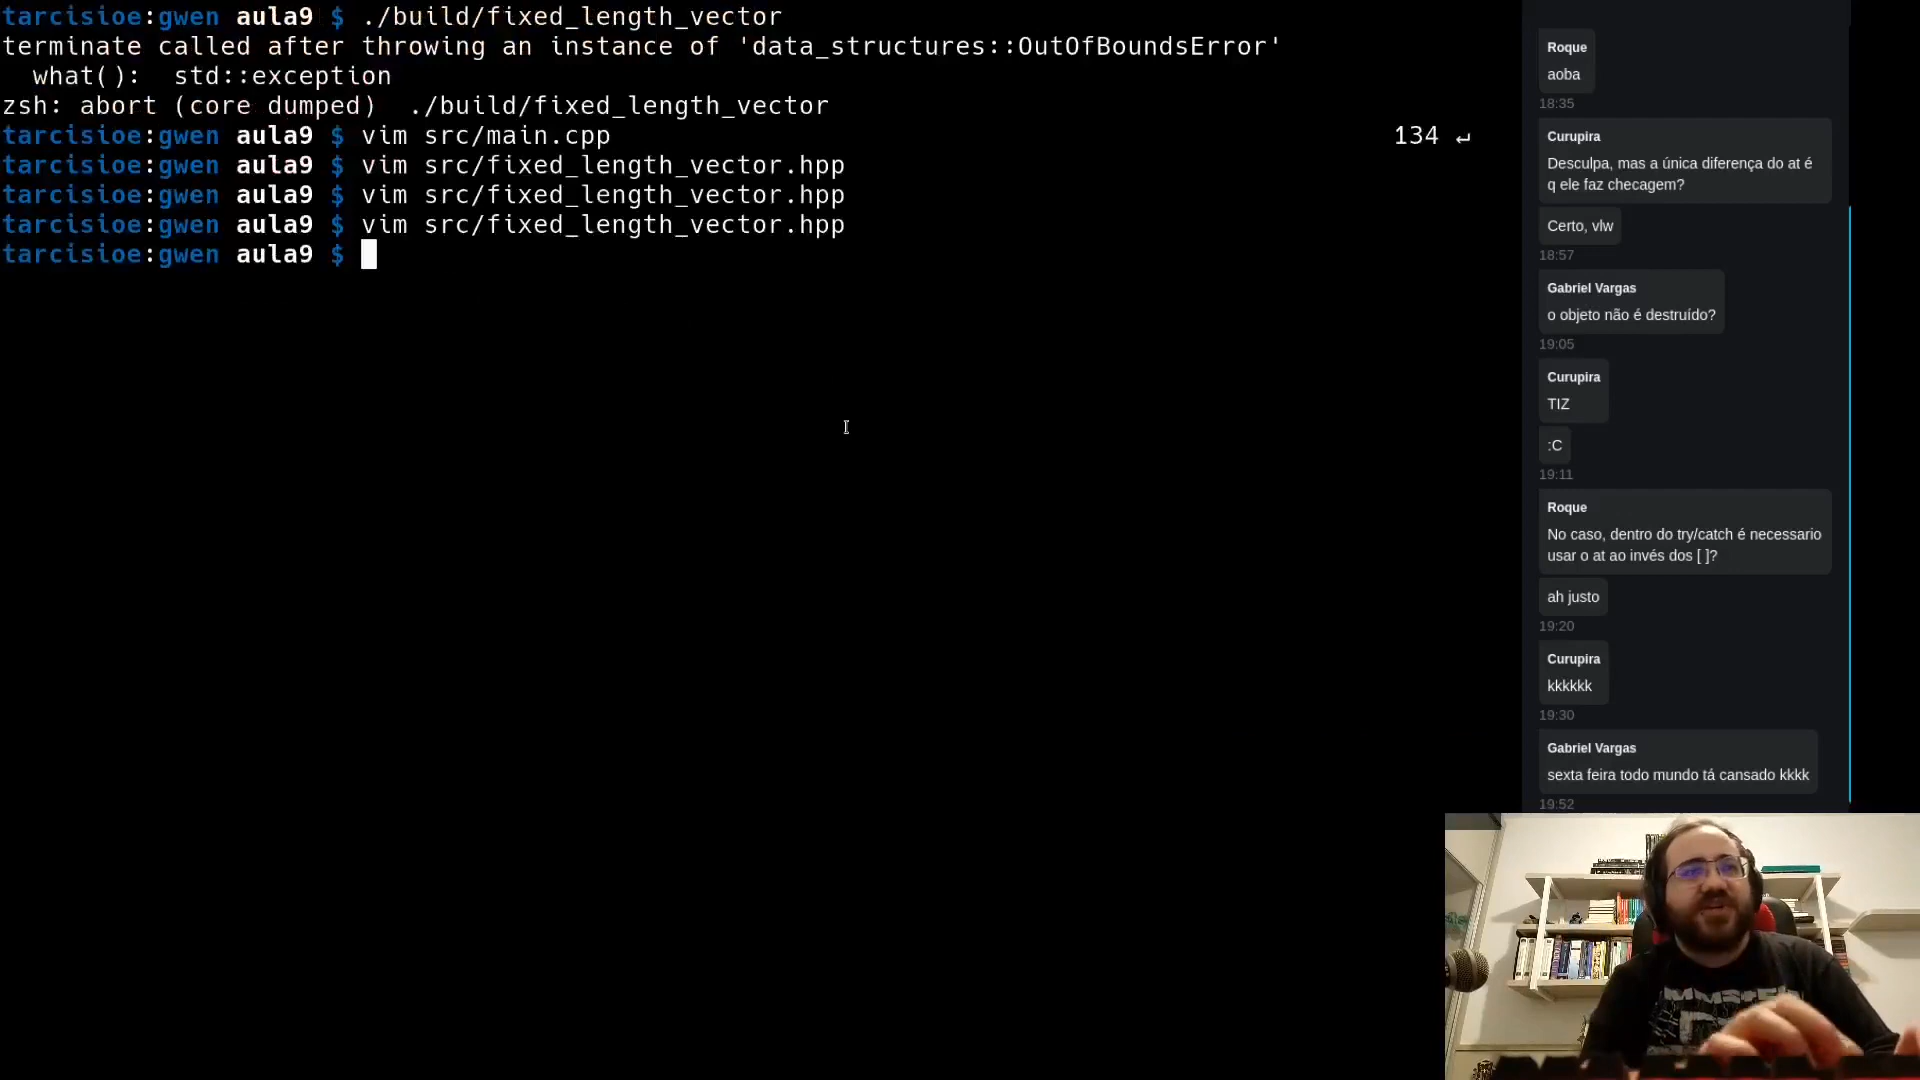 tarcisioe:gwen aula9 $ ./build/fixed_length_vector
terminate called after throwing an instance of 'data_structures::OutOfBoundsError'
  what():  std::exception
zsh: abort (core dumped)  ./build/fixed_length_vector
tarcisioe:gwen aula9 $ vim src/main.cpp 134 ↵
tarcisioe:gwen aula9 $ vim src/fixed_length_vector.hpp
tarcisioe:gwen aula9 $ vim src/fixed_length_vector.hpp
tarcisioe:gwen aula9 $ vim src/fixed_length_vector.hpp
tarcisioe:gwen aula9 $
Roque
aoba
18:35
Curupira
Desculpa, mas a única diferença do at é
q ele faz checagem?
Certo, vlw
18:57
Gabriel Vargas
o objeto não é destruído?
19:05
Curupira
TIZ
:C
19:11
Roque
No caso, dentro do try/catch é necessario
usar o at ao invés dos [ ]?
ah justo
19:20
Curupira
kkkkkk
19:30
Gabriel Vargas
sexta feira todo mundo tá cansado kkkk
19:52